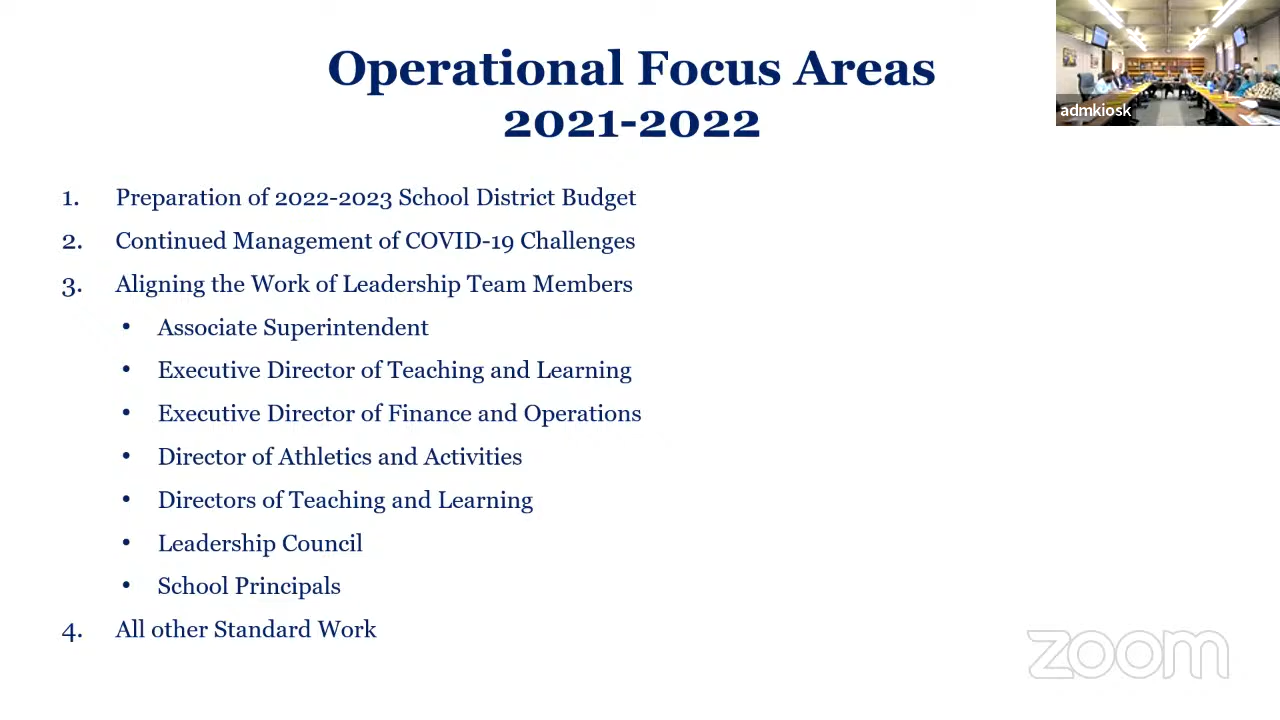 Operational Focus Areas
2021-2022
admkiosk
1. Preparation of 2022-2023 School District Budget
2. Continued Management of COVID-19 Challenges
3. Aligning the Work of Leadership Team Members
• Associate Superintendent
• Executive Director of Teaching and Learning
• Executive Director of Finance and Operations
• Director of Athletics and Activities
• Directors of Teaching and Learning
• Leadership Council
• School Principals
4. All other Standard Work
zoom